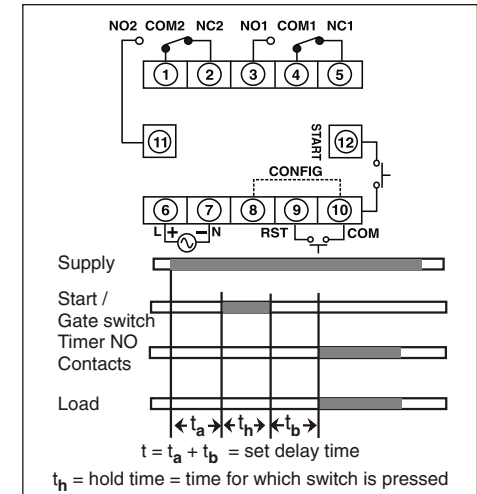 NO2 COM2 NC2 NO1 COM1 NC1
1 2 3 4 5
11 START 12
CONFIG
6 7 8 9 10
L + − N RST COM
Supply
Start /
Gate switch
Timer NO
Contacts
Load
ta th tb
t = ta + tb = set delay time
th = hold time = time for which switch is pressed